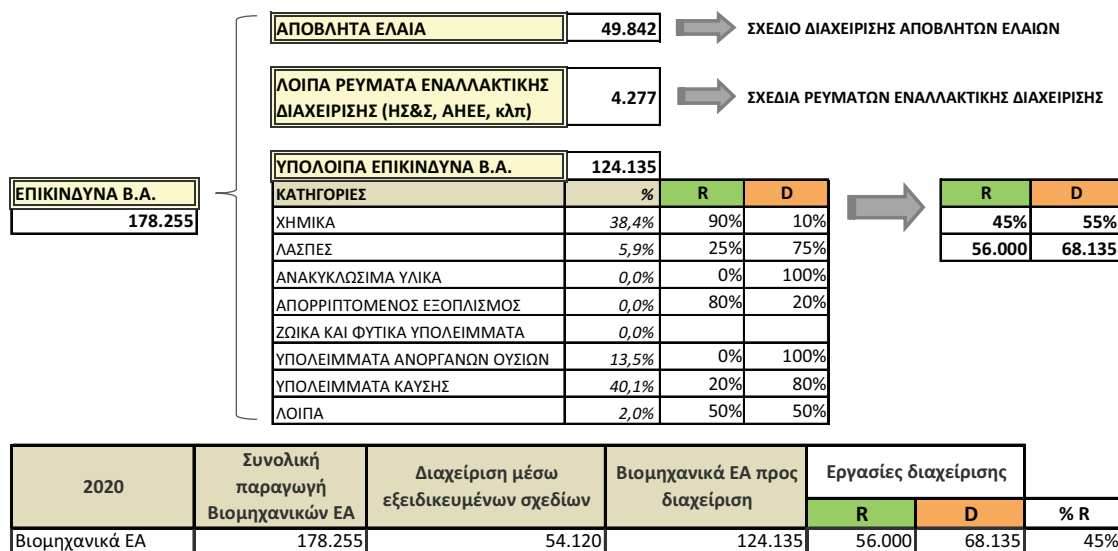 ΑΠΟΒΛΗΤΑ ΕΛΑΙΑ 49.842 ΣΧΕΔΙΟ ΔΙΑΧΕΙΡΙΣΗΣ ΑΠΟΒΛΗΤΩΝ ΕΛΑΙΩΝ
ΛΟΙΠΑ ΡΕΥΜΑΤΑ ΕΝΑΛΛΑΚΤΙΚΗΣ
ΔΙΑΧΕΙΡΙΣΗΣ (ΗΣ&Σ, ΑΗΕΕ, κλπ) 4.277 ΣΧΕΔΙΑ ΡΕΥΜΑΤΩΝ ΕΝΑΛΛΑΚΤΙΚΗΣ ΔΙΑΧΕΙΡΙΣΗΣ
ΕΠΙΚΙΝΔΥΝΑ Β.Α.
178.255
ΥΠΟΛΟΙΠΑ ΕΠΙΚΙΝΔΥΝΑ Β.Α. 124.135
ΚΑΤΗΓΟΡΙΕΣ % R D
ΧΗΜΙΚΑ 38,4% 90% 10%
ΛΑΣΠΕΣ 5,9% 25% 75%
ΑΝΑΚΥΚΛΩΣΙΜΑ ΥΛΙΚΑ 0,0% 0% 100%
ΑΠΟΡΡΙΠΤΟΜΕΝΟΣ ΕΞΟΠΛΙΣΜΟΣ 0,0% 80% 20%
ΖΩΙΚΑ ΚΑΙ ΦΥΤΙΚΑ ΥΠΟΛΕΙΜΜΑΤΑ 0,0%
ΥΠΟΛΕΙΜΜΑΤΑ ΑΝΟΡΓΑΝΩΝ ΟΥΣΙΩΝ 13,5% 0% 100%
ΥΠΟΛΕΙΜΜΑΤΑ ΚΑΥΣΗΣ 40,1% 20% 80%
ΛΟΙΠΑ 2,0% 50% 50%
R D
45% 55%
56.000 68.135
2020
Συνολική
παραγωγή
Βιομηχανικών ΕΑ
Διαχείριση μέσω
εξειδικευμένων σχεδίων
Βιομηχανικά ΕΑ προς
διαχείριση
Εργασίες διαχείρισης
R D % R
Βιομηχανικά ΕΑ 178.255 54.120 124.135 56.000 68.135 45%